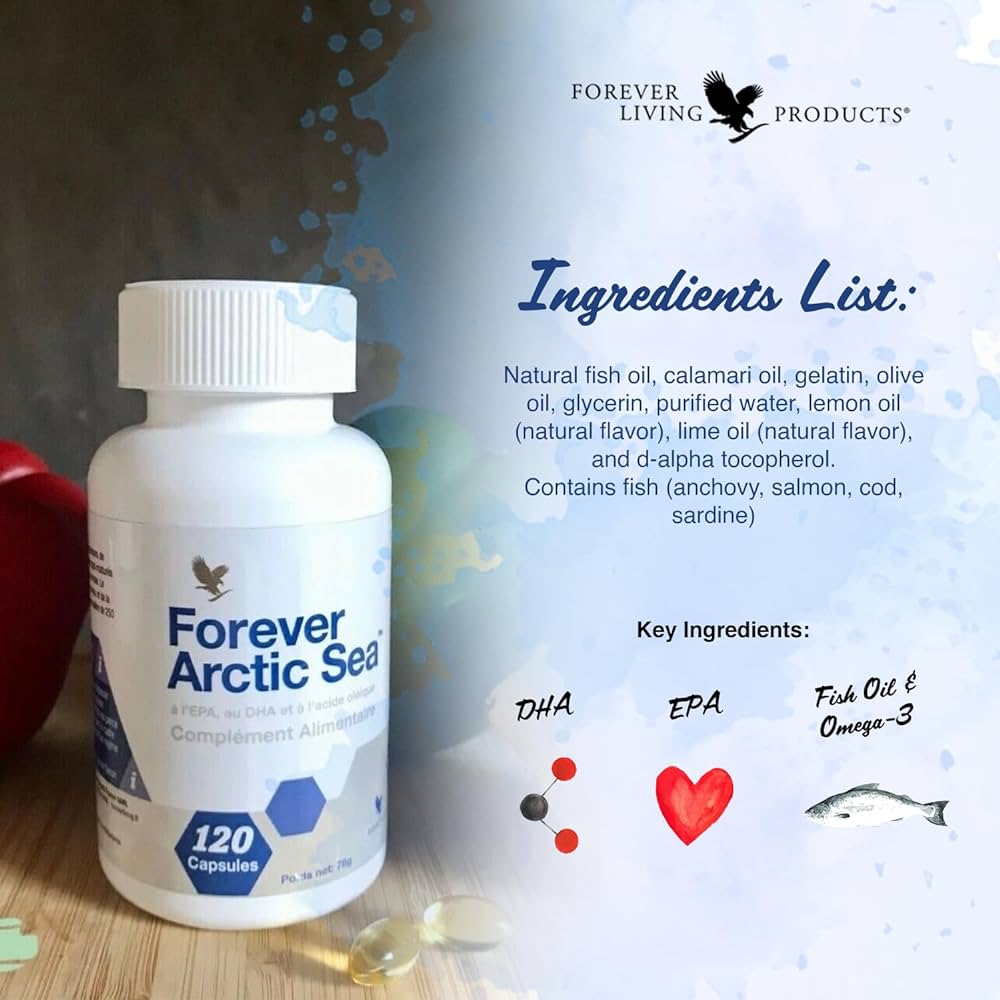 FOREVER
LIVING PRODUCTS®
Ingredients List:
Natural fish oil, calamari oil, gelatin, olive
oil, glycerin, purified water, lemon oil
(natural flavor), lime oil (natural flavor),
and d-alpha tocopherol.
Contains fish (anchovy, salmon, cod,
sardine)
Key Ingredients:
DHA
EPA
Fish Oil &
Omega-3
Forever
Arctic Sea™
à l'EPA, au DHA et à l'acide oléique
Complément Alimentaire
120
Capsules
Poids net: 78g